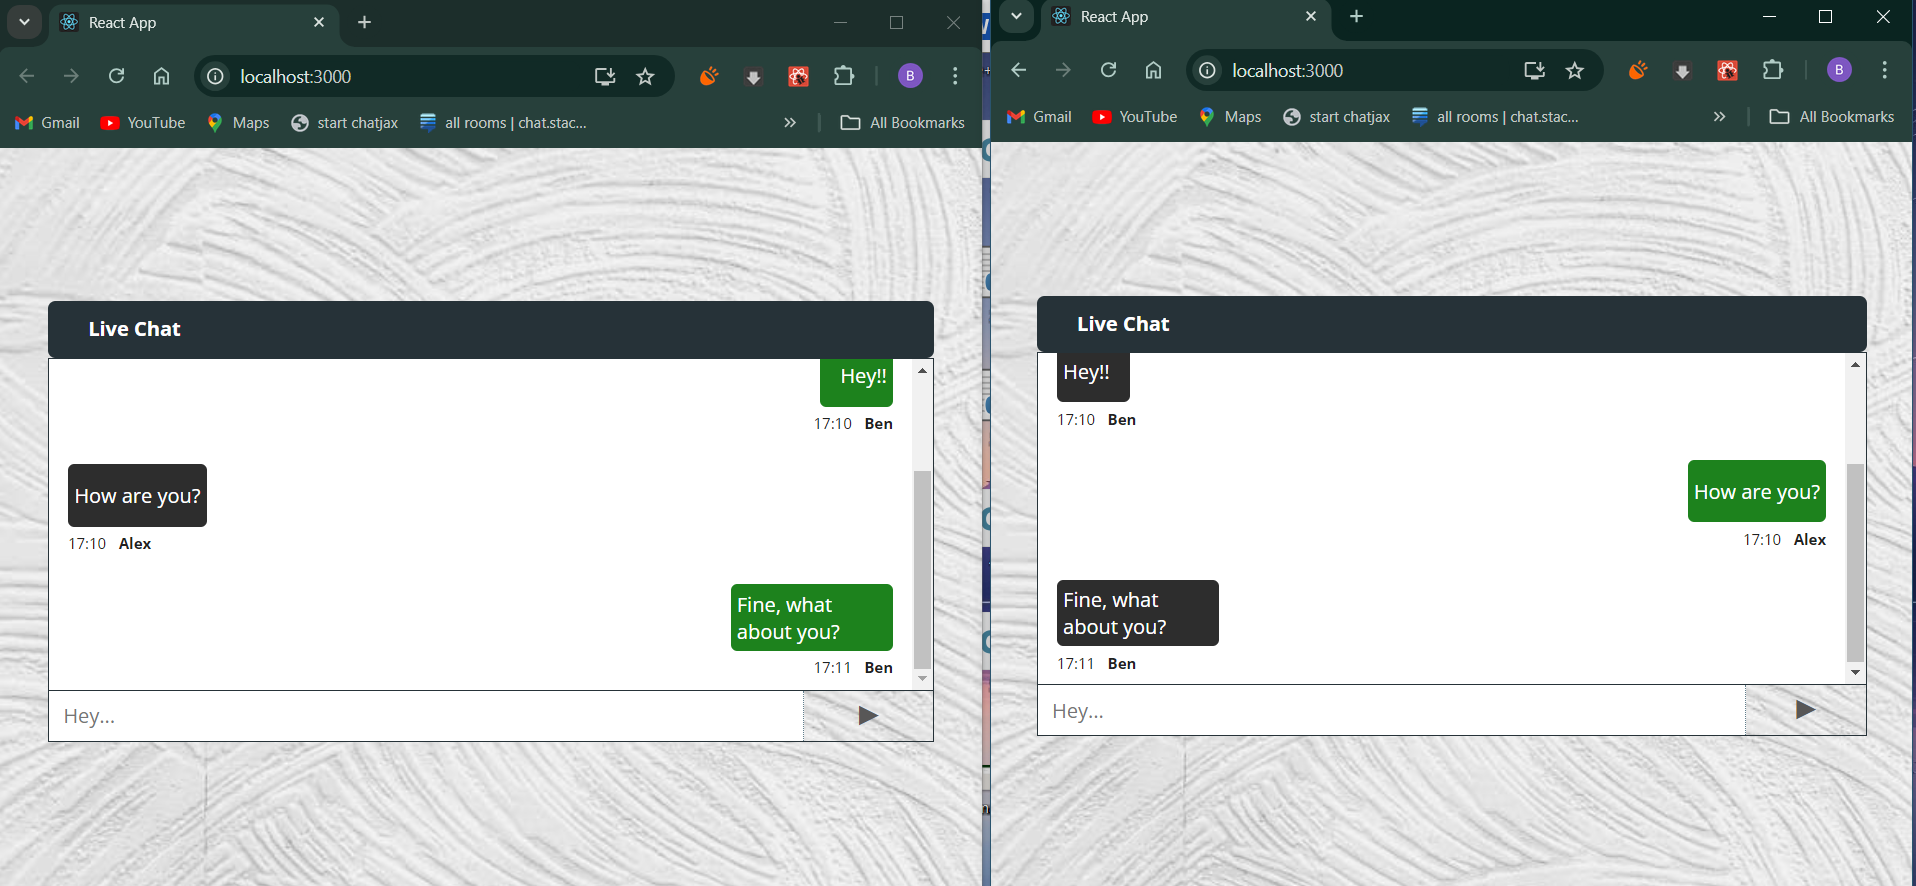 React App
localhost:3000
B
Gmail
YouTube
Maps
start chatjax
all rooms | chat.stac...
»
All Bookmarks
Live Chat
Hey!!
17:10 Ben
How are you?
17:10 Alex
Fine, what
about you?
17:11 Ben
Hey...
React App
localhost:3000
B
Gmail
YouTube
Maps
start chatjax
all rooms | chat.stac...
»
All Bookmarks
Live Chat
Hey!!
17:10 Ben
How are you?
17:10 Alex
Fine, what
about you?
17:11 Ben
Hey...